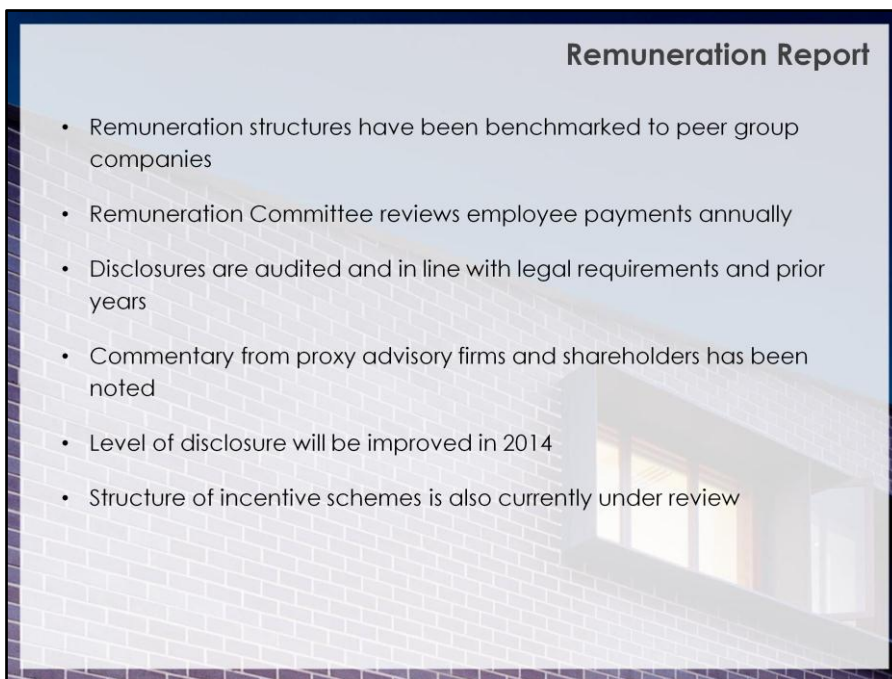 Remuneration Report
• Remuneration structures have been benchmarked to peer group
companies
• Remuneration Committee reviews employee payments annually
• Disclosures are audited and in line with legal requirements and prior
years
• Commentary from proxy advisory firms and shareholders has been
noted
• Level of disclosure will be improved in 2014
• Structure of incentive schemes is also currently under review